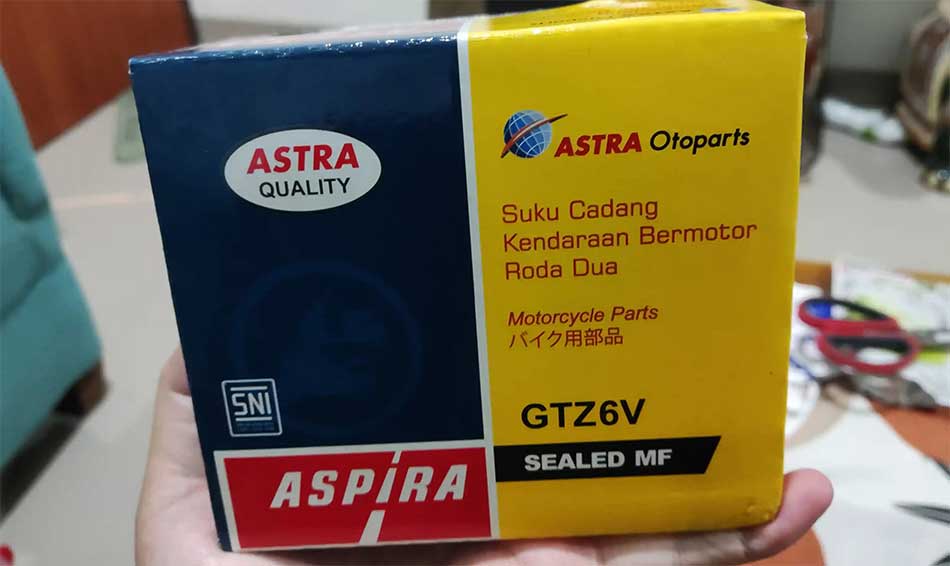 ASTRA
QUALITY
SNI
ASPIRA
ASTRA Otoparts
Suku Cadang
Kendaraan Bermotor
Roda Dua
Motorcycle Parts
バイク用部品
GTZ6V
SEALED MF